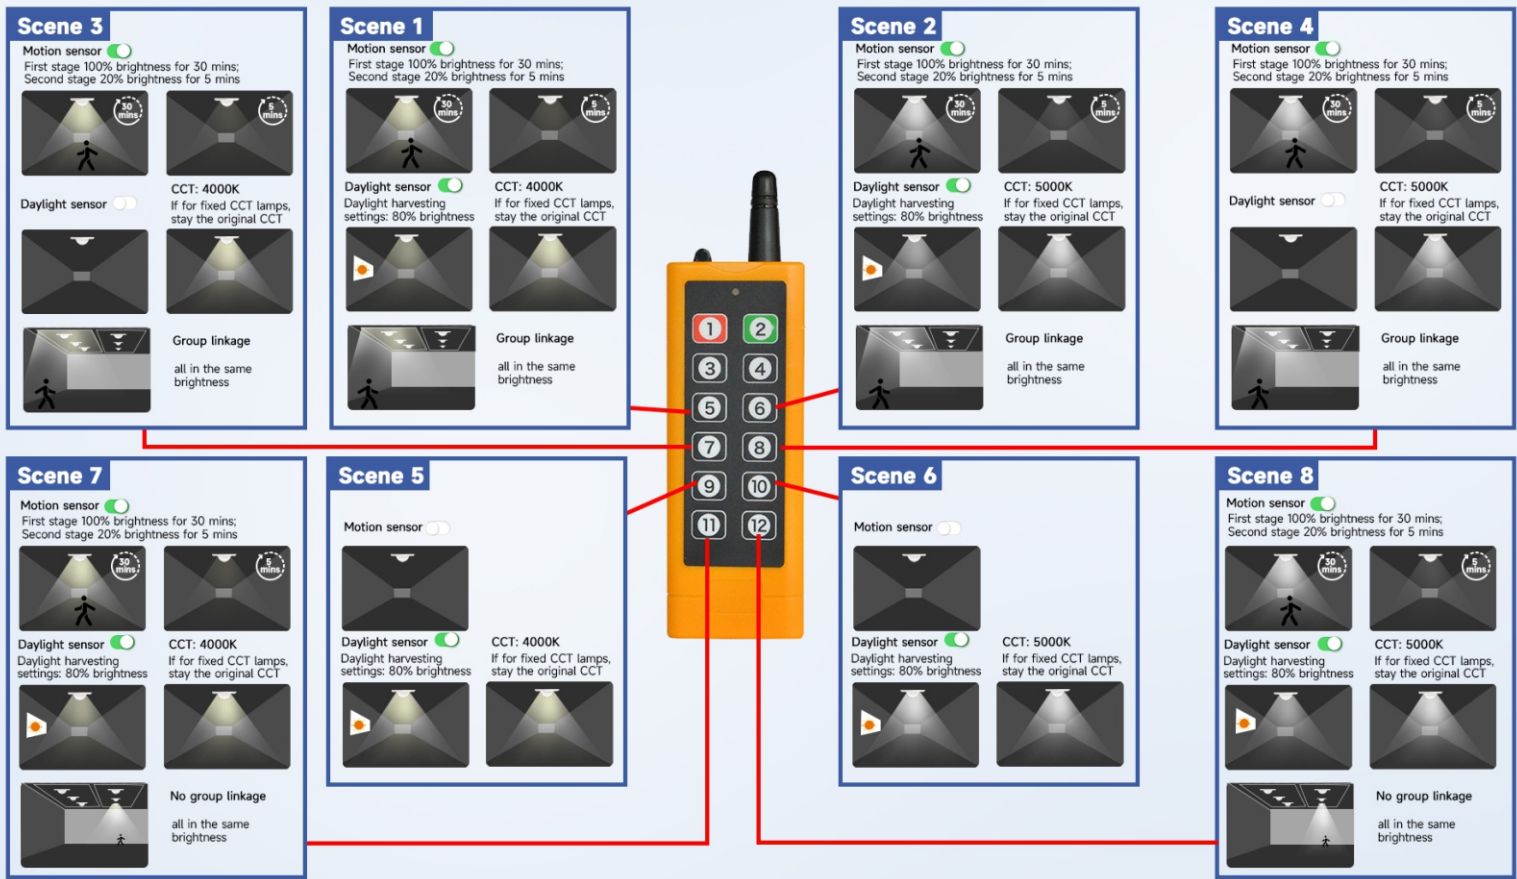 Scene 3
Motion sensor
First stage 100% brightness for 30 mins;
Second stage 20% brightness for 5 mins
30
mins
5
mins
Daylight sensor
CCT: 4000K
If for fixed CCT lamps,
stay the original CCT
Group linkage
all in the same
brightness
Scene 1
Motion sensor
First stage 100% brightness for 30 mins;
Second stage 20% brightness for 5 mins
30
mins
5
mins
Daylight sensor
Daylight harvesting
settings: 80% brightness
CCT: 4000K
If for fixed CCT lamps,
stay the original CCT
Group linkage
all in the same
brightness
Scene 2
Motion sensor
First stage 100% brightness for 30 mins;
Second stage 20% brightness for 5 mins
30
mins
5
mins
Daylight sensor
Daylight harvesting
settings: 80% brightness
CCT: 5000K
If for fixed CCT lamps,
stay the original CCT
Group linkage
all in the same
brightness
Scene 4
Motion sensor
First stage 100% brightness for 30 mins;
Second stage 20% brightness for 5 mins
30
mins
5
mins
Daylight sensor
CCT: 5000K
If for fixed CCT lamps,
stay the original CCT
Group linkage
all in the same
brightness
1 2
3 4
5 6
7 8
9 10
11 12
Scene 7
Motion sensor
First stage 100% brightness for 30 mins;
Second stage 20% brightness for 5 mins
30
mins
5
mins
Daylight sensor
Daylight harvesting
settings: 80% brightness
CCT: 4000K
If for fixed CCT lamps,
stay the original CCT
No group linkage
all in the same
brightness
Scene 5
Motion sensor
Daylight sensor
Daylight harvesting
settings: 80% brightness
CCT: 4000K
If for fixed CCT lamps,
stay the original CCT
Scene 6
Motion sensor
Daylight sensor
Daylight harvesting
settings: 80% brightness
CCT: 5000K
If for fixed CCT lamps,
stay the original CCT
Scene 8
Motion sensor
First stage 100% brightness for 30 mins;
Second stage 20% brightness for 5 mins
30
mins
5
mins
Daylight sensor
Daylight harvesting
settings: 80% brightness
CCT: 5000K
If for fixed CCT lamps,
stay the original CCT
No group linkage
all in the same
brightness